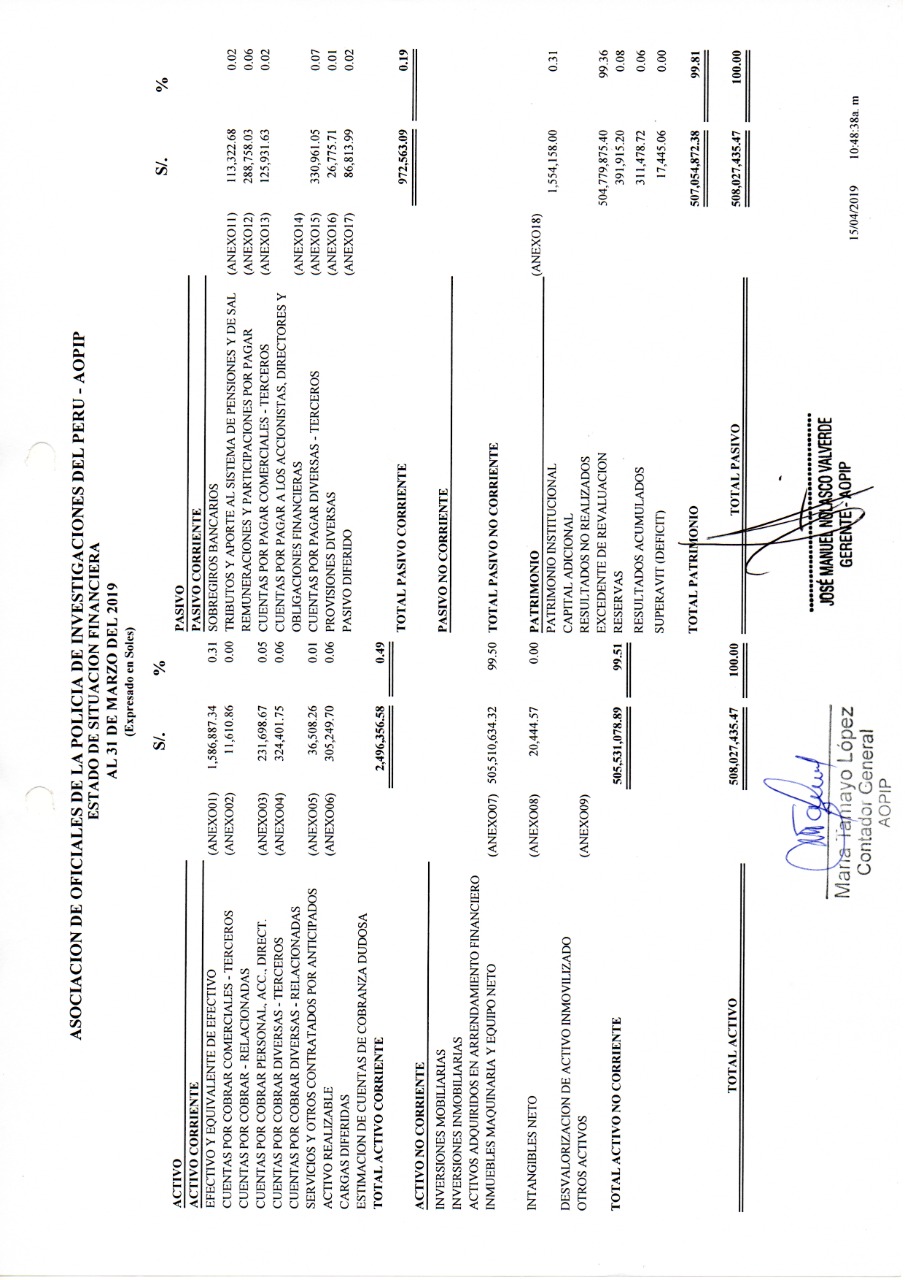 ASOCIACION DE OFICIALES DE LA POLICIA DE INVESTIGACIONES DEL PERU - AOPIP
ESTADO DE SITUACION FINANCIERA
AL 31 DE MARZO DEL 2019
(Expresado en Soles)
S/. %
ACTIVO
ACTIVO CORRIENTE
EFECTIVO Y EQUIVALENTE DE EFECTIVO (ANEXO01) 1,586,887.34 0.31
CUENTAS POR COBRAR COMERCIALES - TERCEROS (ANEXO02) 11,610.86 0.00
CUENTAS POR COBRAR - RELACIONADAS
CUENTAS POR COBRAR PERSONAL, ACC., DIRECT. (ANEXO03) 231,698.67 0.05
CUENTAS POR COBRAR DIVERSAS - TERCEROS (ANEXO04) 324,401.75 0.06
CUENTAS POR COBRAR DIVERSAS - RELACIONADAS
SERVICIOS Y OTROS CONTRATADOS POR ANTICIPADOS (ANEXO05) 36,508.26 0.01
ACTIVO REALIZABLE (ANEXO06) 305,249.70 0.06
CARGAS DIFERIDAS
ESTIMACION DE CUENTAS DE COBRANZA DUDOSA
TOTAL ACTIVO CORRIENTE 2,496,356.58 0.49
ACTIVO NO CORRIENTE
INVERSIONES MOBILIARIAS
INVERSIONES INMOBILIARIAS
ACTIVOS ADQUIRIDOS EN ARRENDAMIENTO FINANCIERO
INMUEBLES MAQUINARIA Y EQUIPO NETO (ANEXO07) 505,510,634.32 99.50
INTANGIBLES NETO (ANEXO08) 20,444.57 0.00
DESVALORIZACION DE ACTIVO INMOVILIZADO
OTROS ACTIVOS (ANEXO09)
TOTAL ACTIVO NO CORRIENTE 505,531,078.89 99.51
TOTAL ACTIVO 508,027,435.47 100.00
S/. %
PASIVO
PASIVO CORRIENTE
SOBREGIROS BANCARIOS
TRIBUTOS Y APORTE AL SISTEMA DE PENSIONES Y DE SAL (ANEXO11) 113,322.68 0.02
REMUNERACIONES Y PARTICIPACIONES POR PAGAR (ANEXO12) 288,758.03 0.06
CUENTAS POR PAGAR COMERCIALES - TERCEROS (ANEXO13) 125,931.63 0.02
CUENTAS POR PAGAR A LOS ACCIONISTAS, DIRECTORES Y
OBLIGACIONES FINANCIERAS (ANEXO14)
CUENTAS POR PAGAR DIVERSAS - TERCEROS (ANEXO15) 330,961.05 0.07
PROVISIONES DIVERSAS (ANEXO16) 26,775.71 0.01
PASIVO DIFERIDO (ANEXO17) 86,813.99 0.02
TOTAL PASIVO CORRIENTE 972,563.09 0.19
PASIVO NO CORRIENTE
TOTAL PASIVO NO CORRIENTE
PATRIMONIO (ANEXO18)
PATRIMONIO INSTITUCIONAL 1,554,158.00 0.31
CAPITAL ADICIONAL
RESULTADOS NO REALIZADOS
EXCEDENTE DE REVALUACION 504,779,875.40 99.36
RESERVAS 391,915.20 0.08
RESULTADOS ACUMULADOS 311,478.72 0.06
SUPERAVIT (DEFICIT) 17,445.06 0.00
TOTAL PATRIMONIO 507,054,872.38 99.81
TOTAL PASIVO 508,027,435.47 100.00
Maria Tamayo López
Contador General
AOPIP
JOSÉ MANUEL NOLASCO VALVERDE
GERENTE - AOPIP
15/04/2019 10:48:38a. m